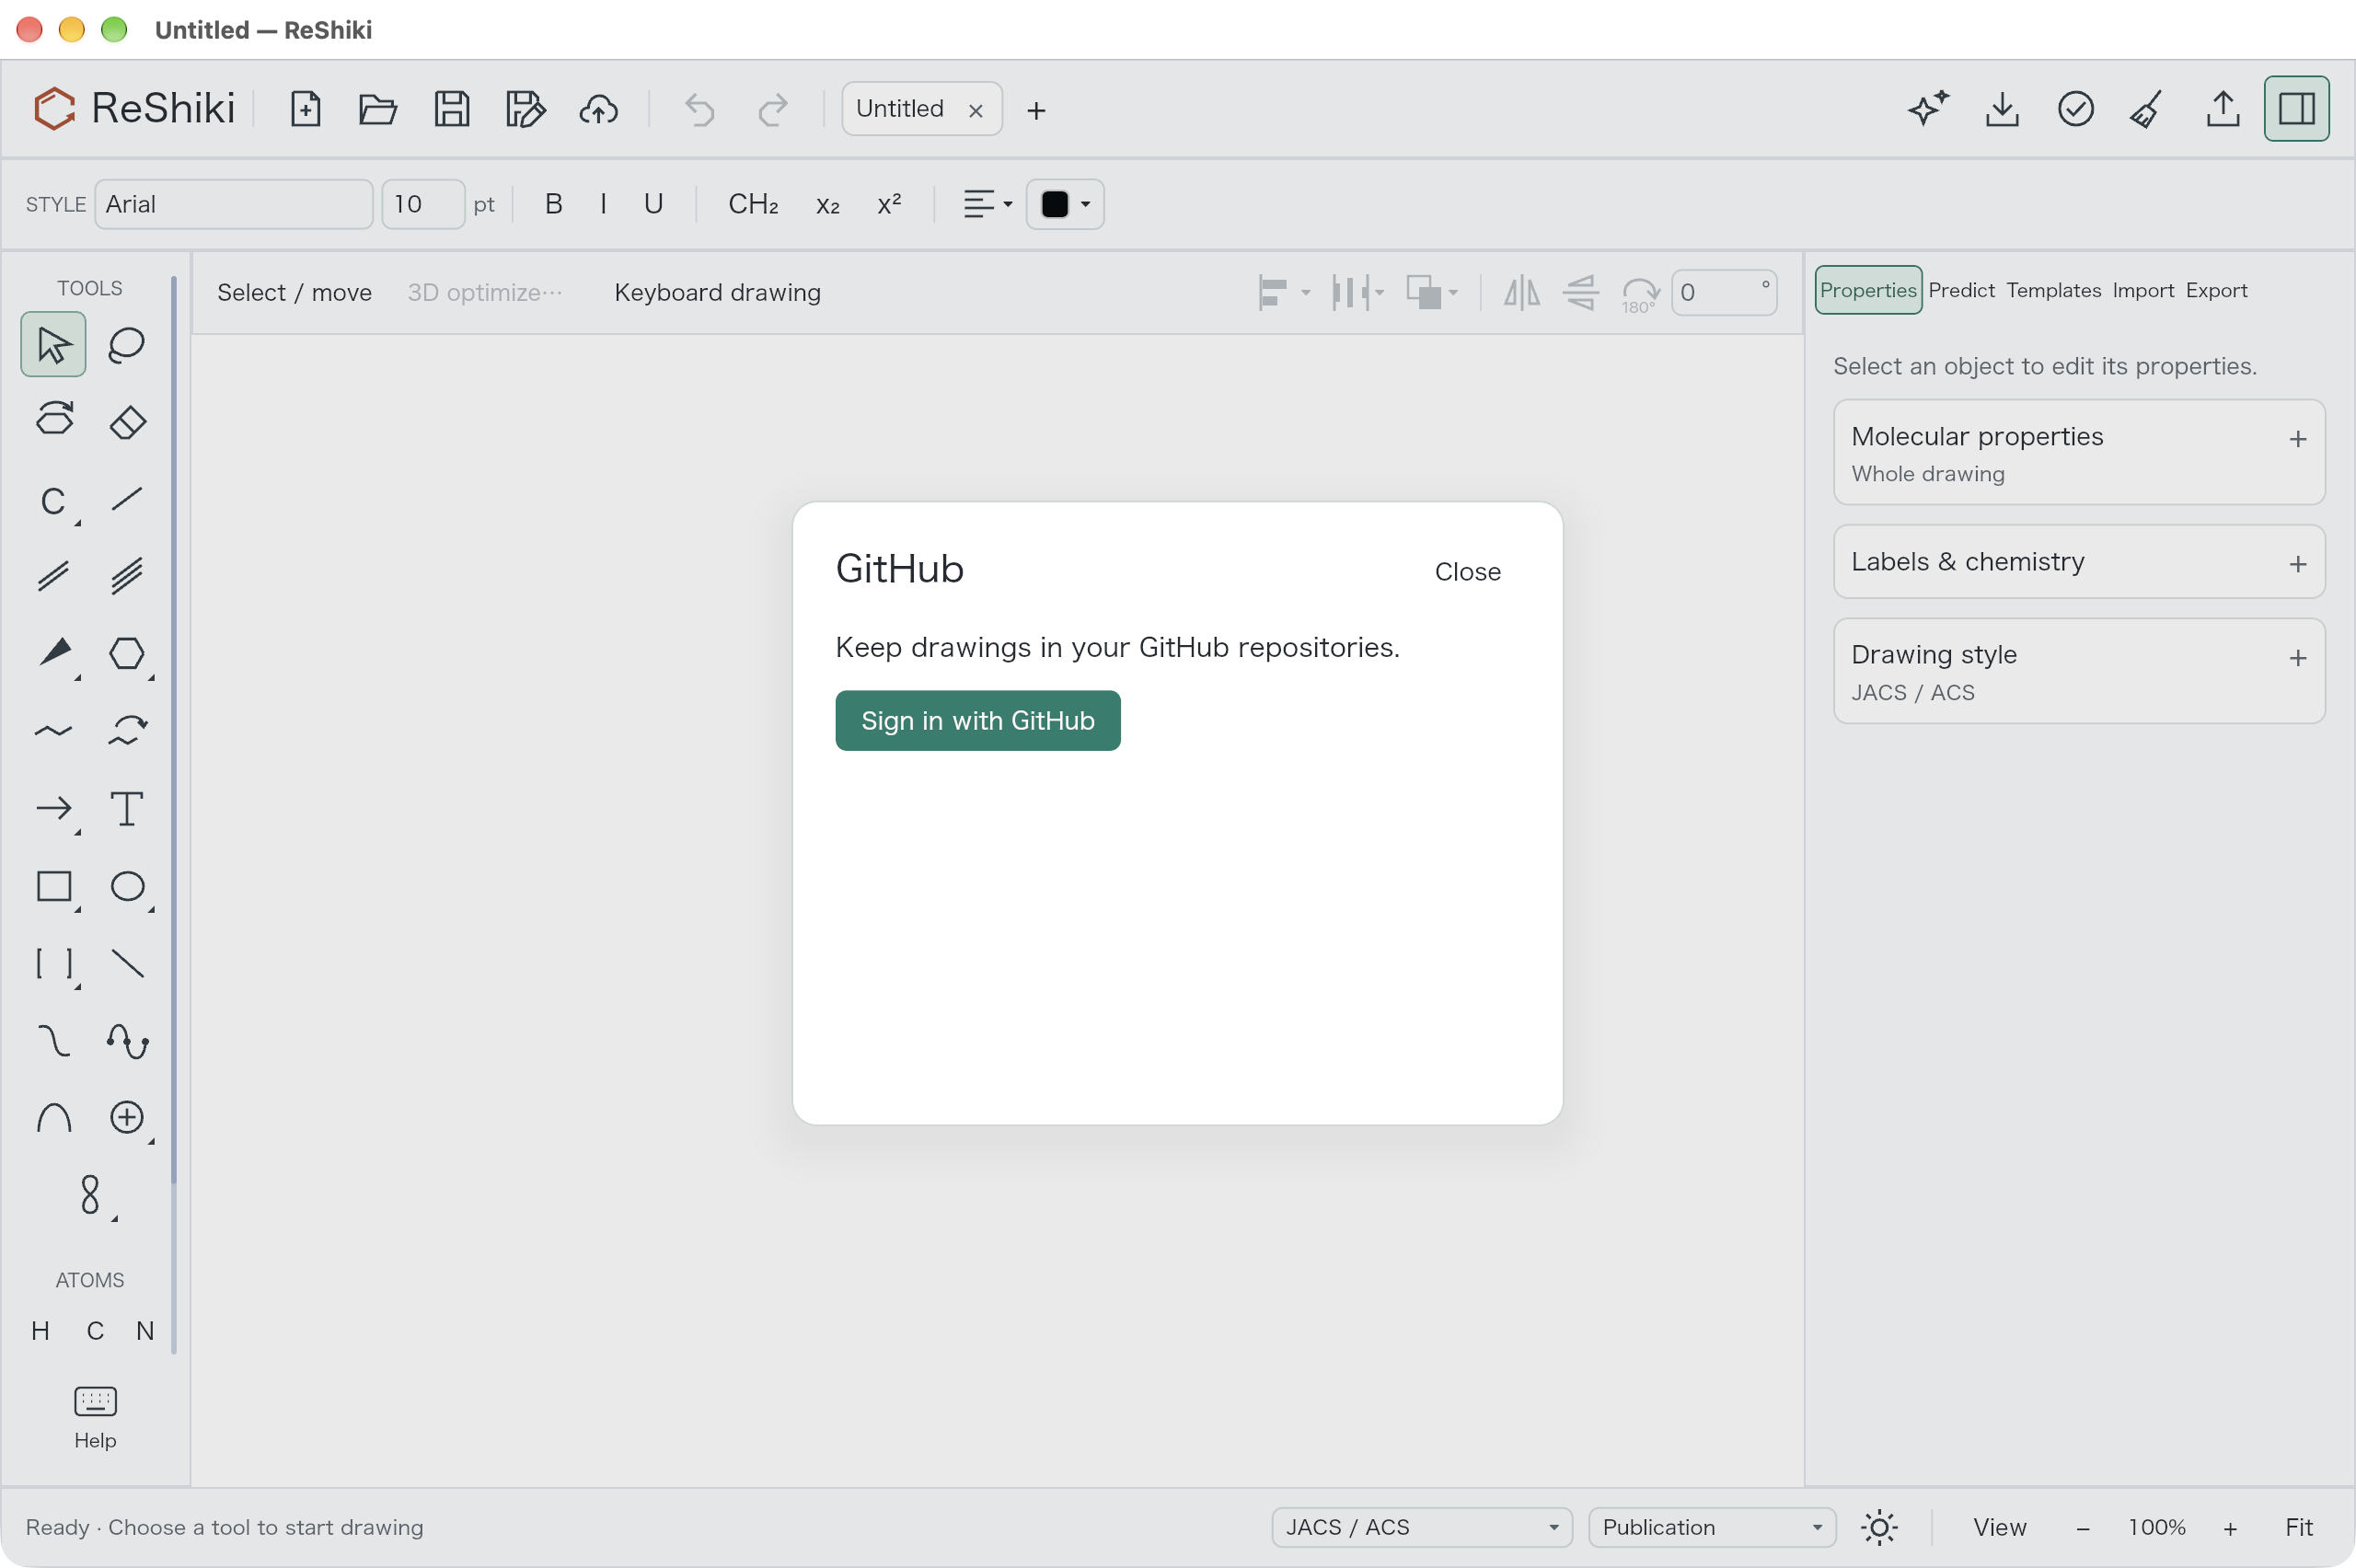 Untitled — ReShiki
ReShiki
Untitled ×
+
STYLE Arial 10 pt B I U CH₂ x₂ x²
TOOLS
Select / move 3D optimize… Keyboard drawing 180° 0 °
Properties Predict Templates Import Export
Select an object to edit its properties.
Molecular properties +
Whole drawing
Labels & chemistry +
Drawing style +
JACS / ACS
C
T
[ ]
GitHub Close
Keep drawings in your GitHub repositories.
Sign in with GitHub
ATOMS
H C N
Help
Ready · Choose a tool to start drawing
JACS / ACS Publication View − 100% + Fit